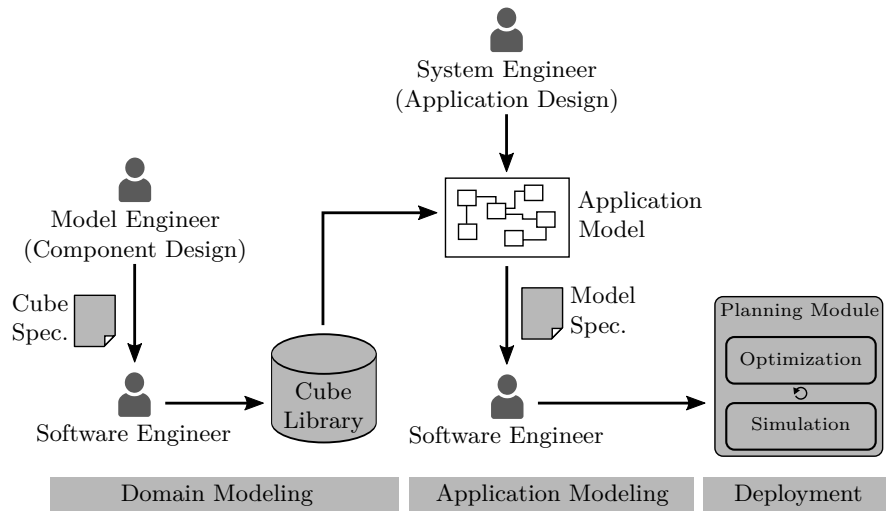 System Engineer
(Application Design)
Model Engineer
(Component Design)
Application
Model
Cube
Spec.
Model
Spec.
Planning Module
Optimization
Simulation
Cube
Library
Software Engineer
Software Engineer
Domain Modeling
Application Modeling
Deployment